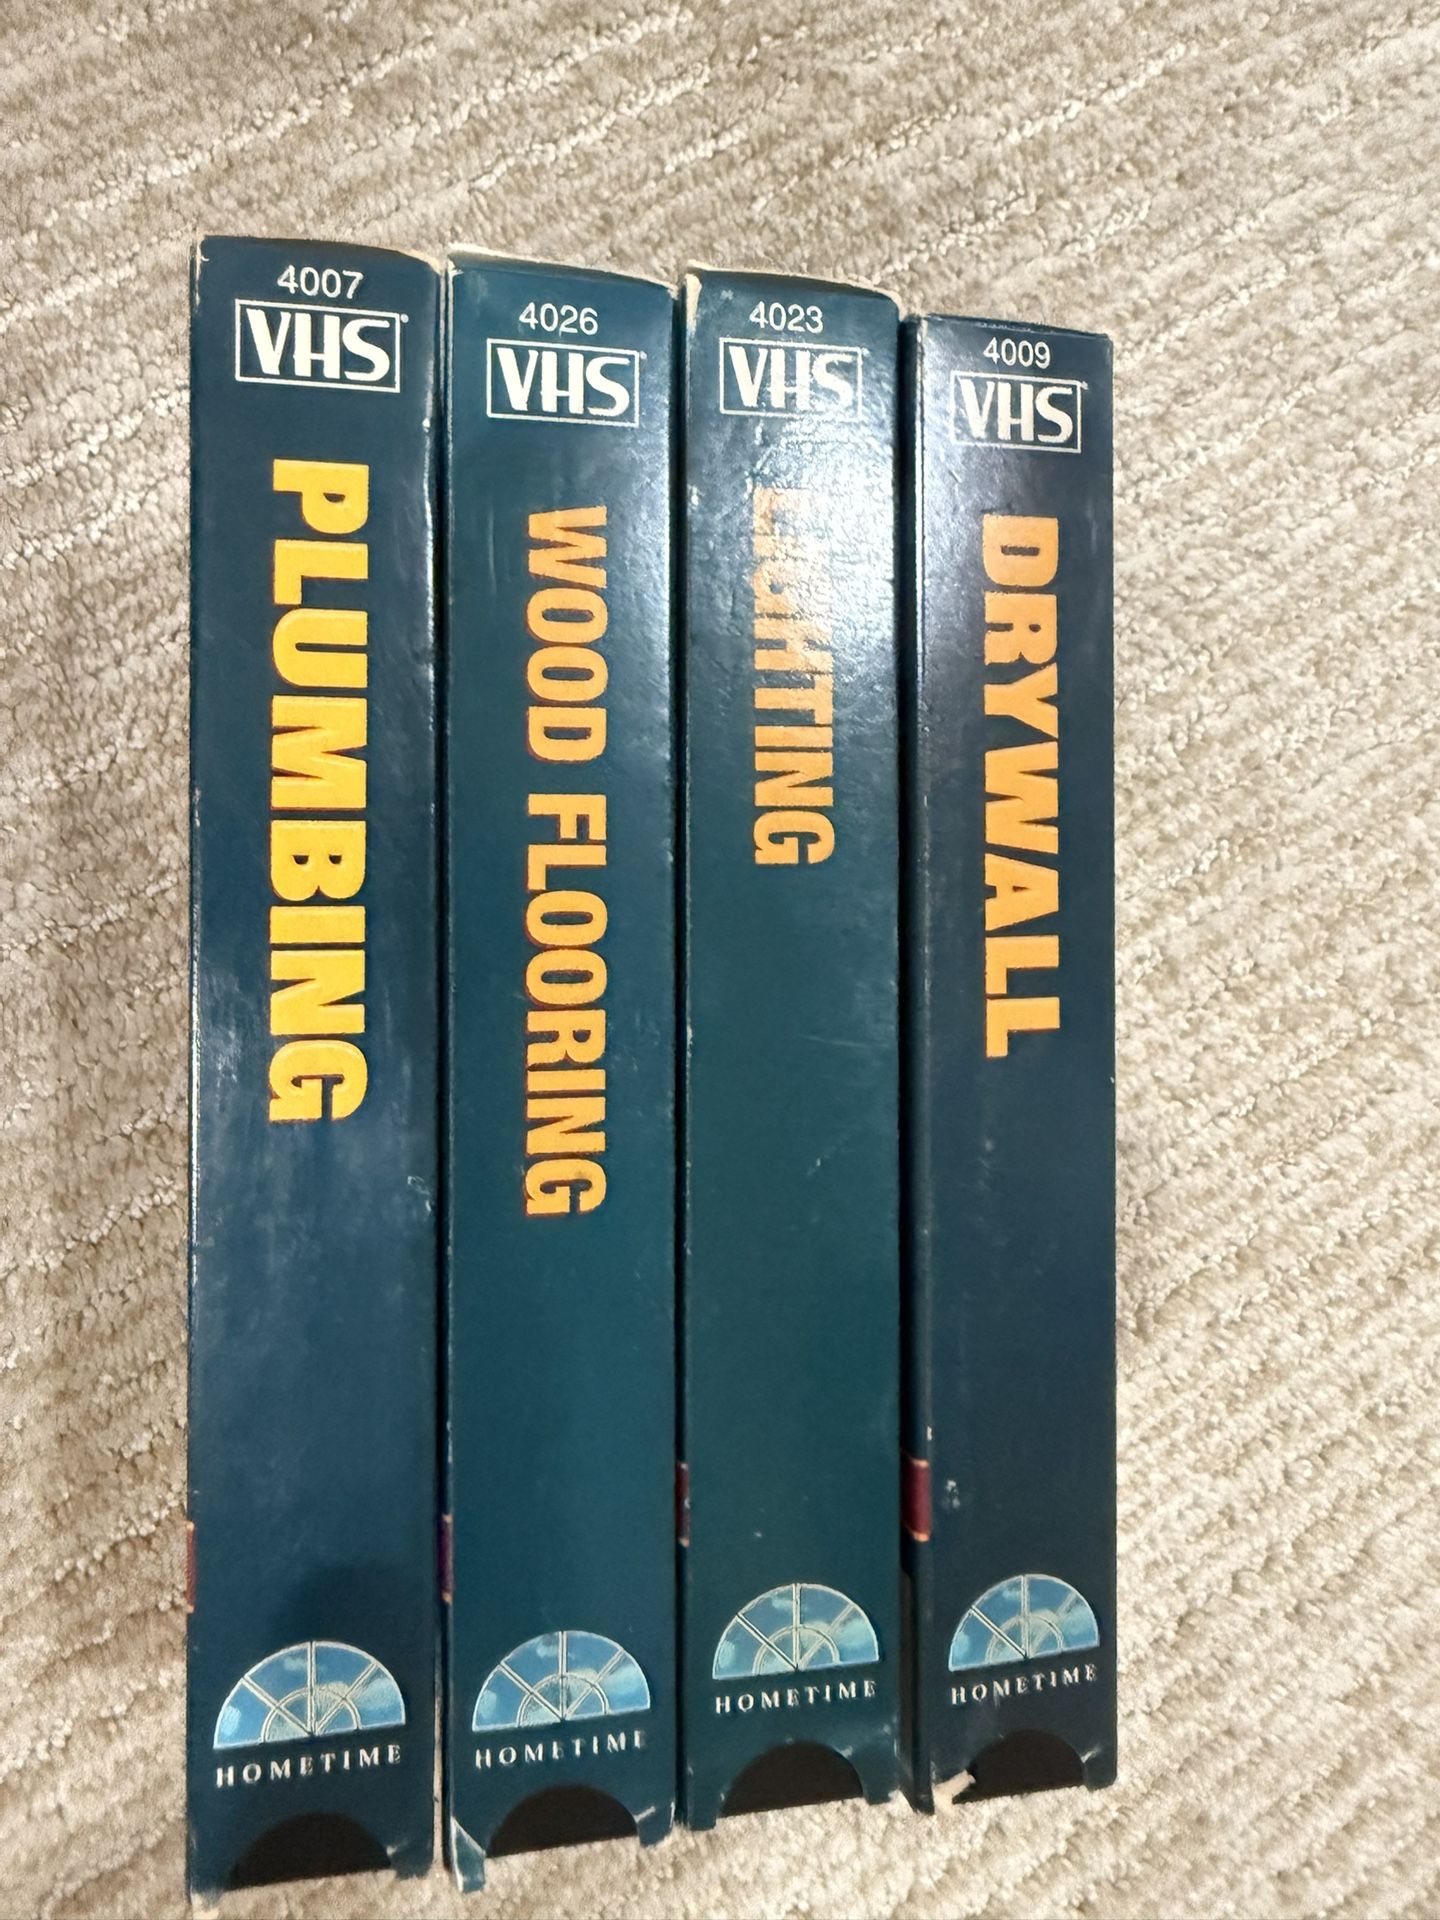 4007
VHS
PLUMBING
HOMETIME
4026
VHS
WOOD FLOORING
HOMETIME
4023
VHS
LIGHTING
HOMETIME
4009
VHS
DRYWALL
HOMETIME